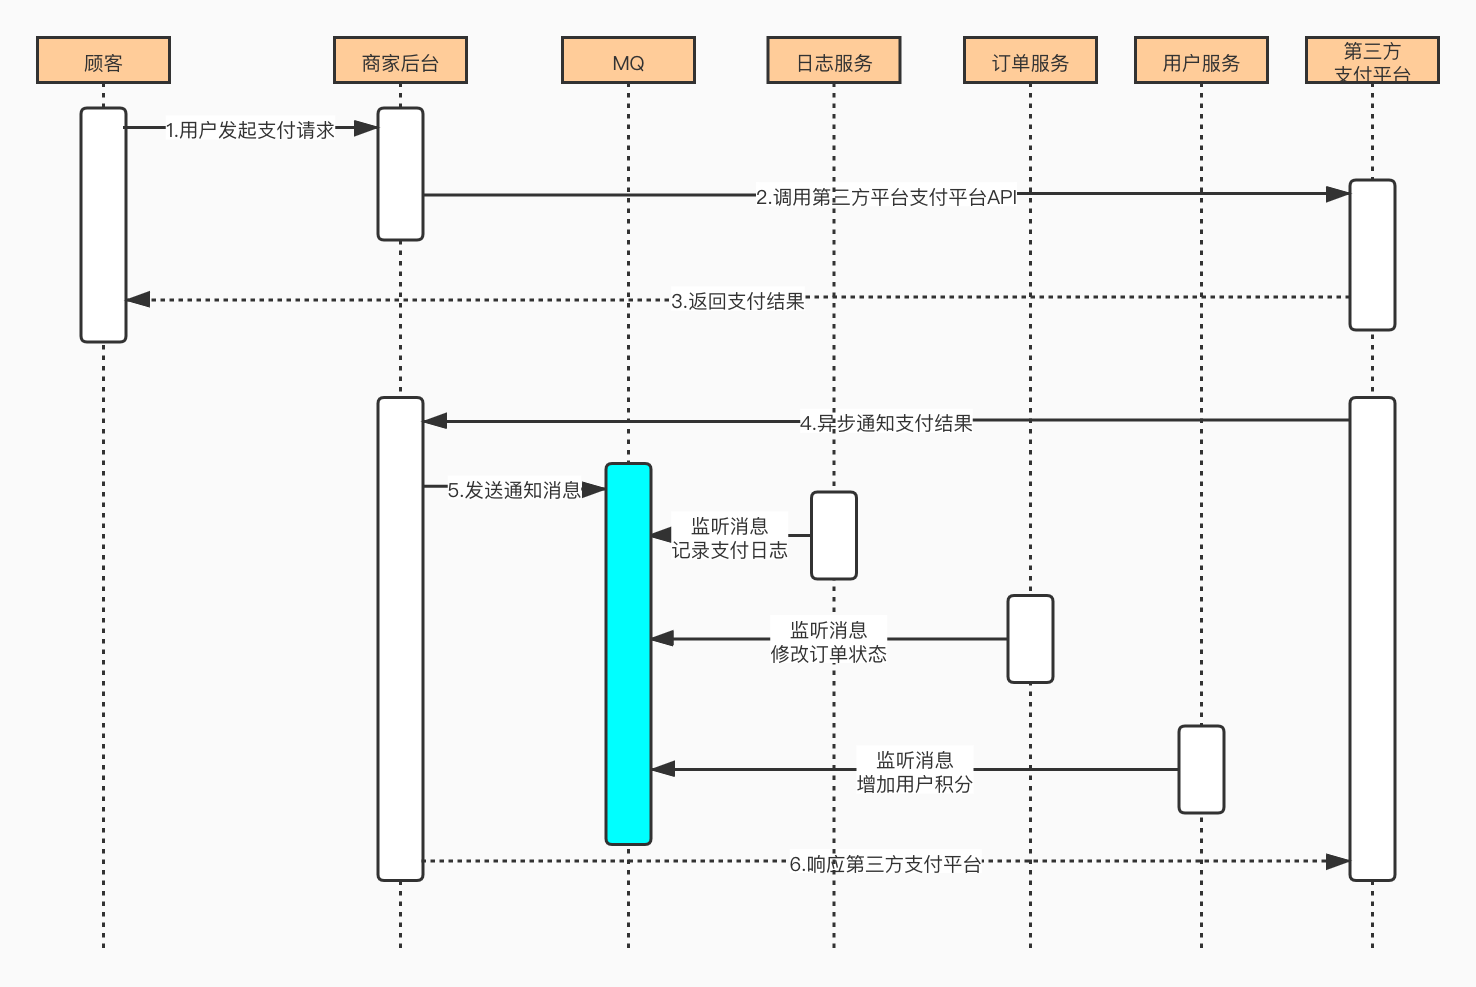 顾客
商家后台
MQ
日志服务
订单服务
用户服务
第三方
支付平台
1.用户发起支付请求
2.调用第三方平台支付平台API
3.返回支付结果
4.异步通知支付结果
5.发送通知消息
监听消息
记录支付日志
监听消息
修改订单状态
监听消息
增加用户积分
6.响应第三方支付平台